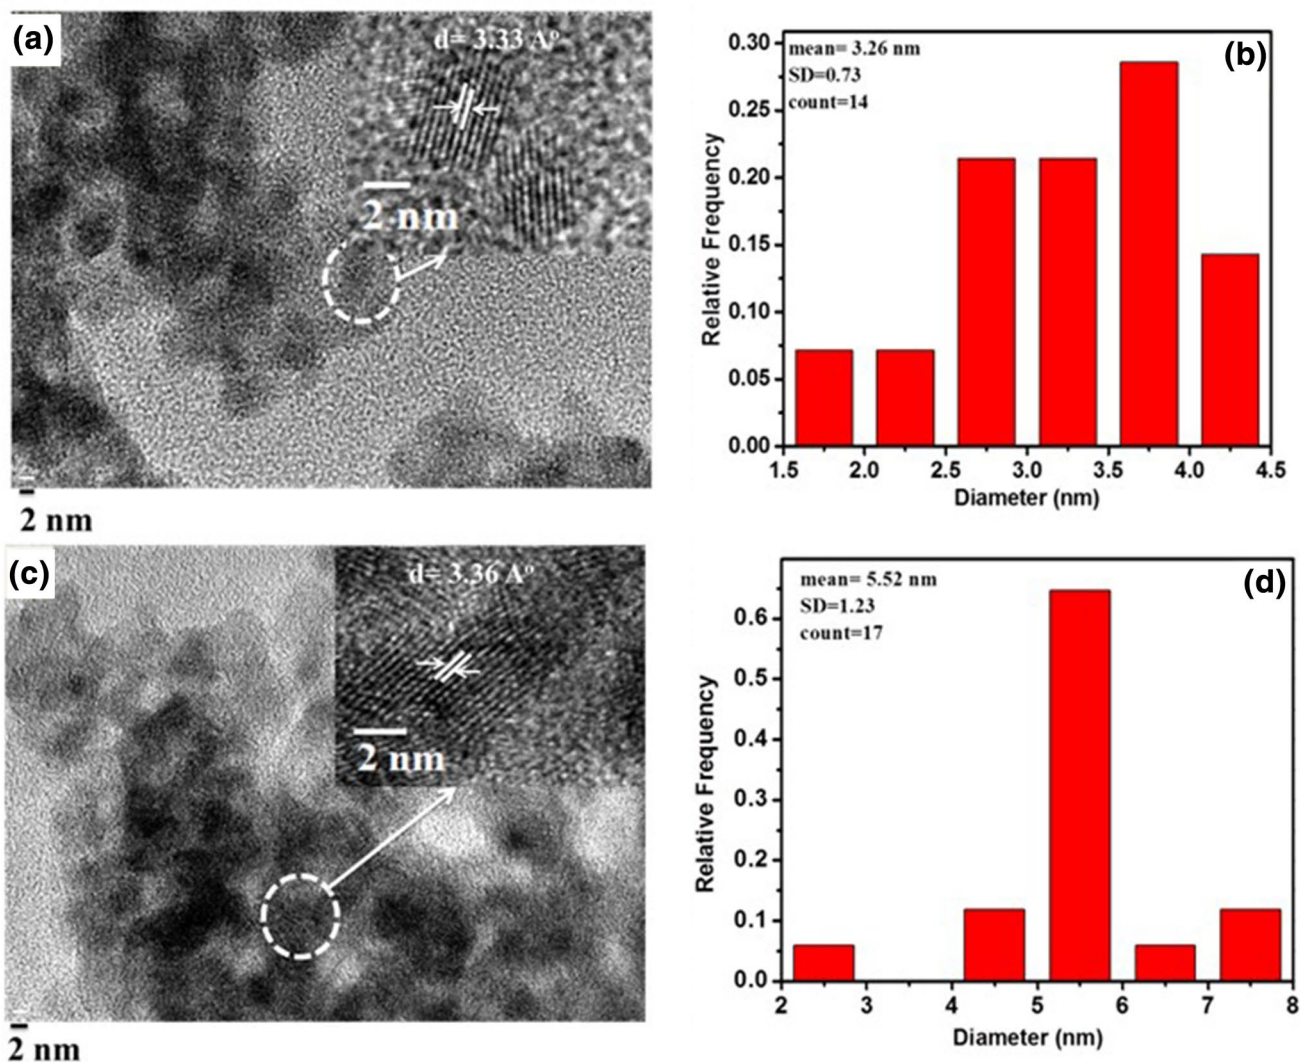 (a)
d= 3.33 Aº
2 nm
2 nm
(b)
mean= 3.26 nm
SD=0.73
count=14
Relative Frequency
0.30
0.25
0.20
0.15
0.10
0.05
0.00
1.5 2.0 2.5 3.0 3.5 4.0 4.5
Diameter (nm)
(c)
d= 3.36 Aº
2 nm
2 nm
(d)
mean= 5.52 nm
SD=1.23
count=17
Relative Frequency
0.6
0.5
0.4
0.3
0.2
0.1
0.0
2 3 4 5 6 7 8
Diameter (nm)